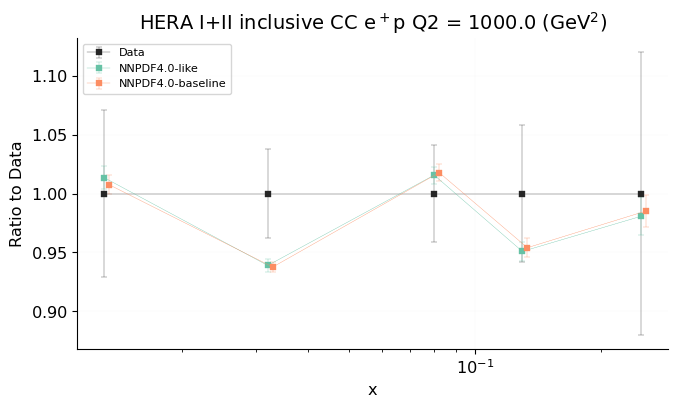 HERA I+II inclusive CC e⁺p Q2 = 1000.0 (GeV²)
Data
NNPDF4.0-like
NNPDF4.0-baseline
Ratio to Data
1.10
1.05
1.00
0.95
0.90
10⁻¹
x